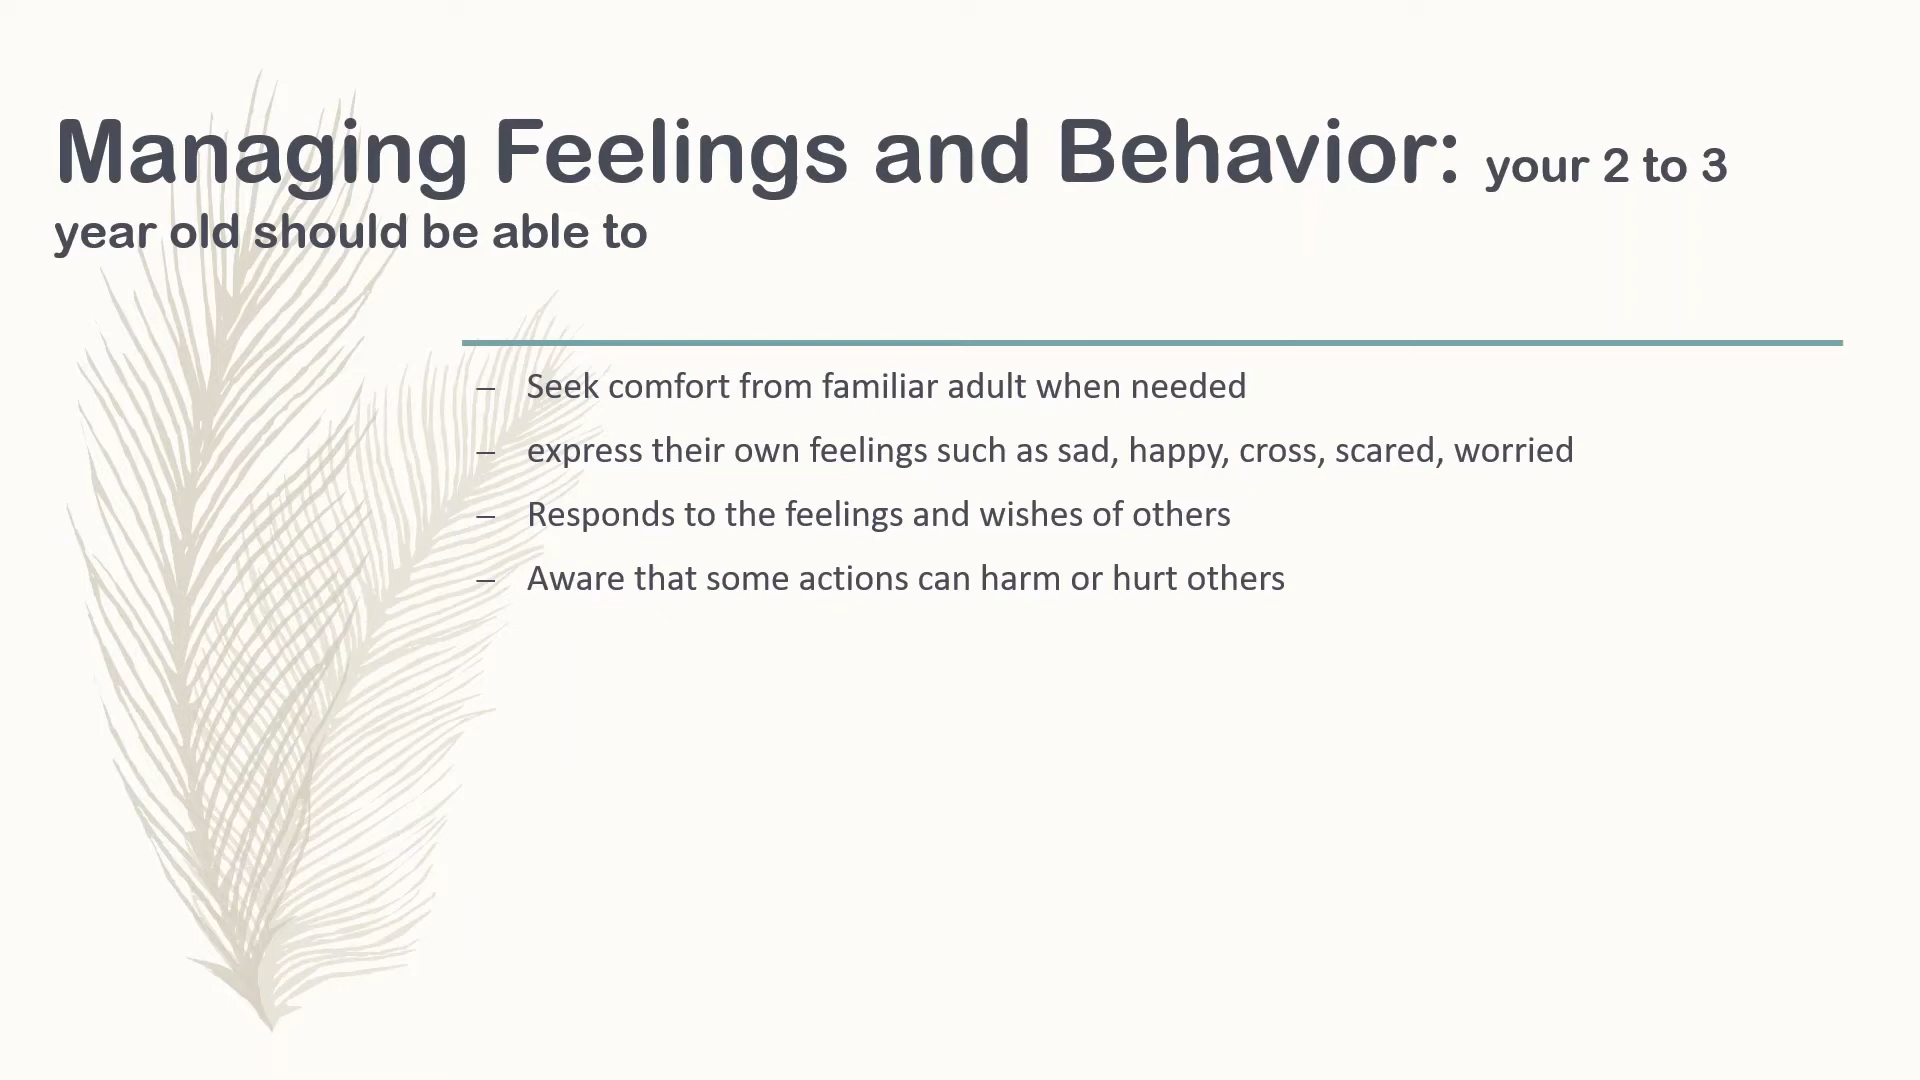 Managing Feelings and Behavior: your 2 to 3
year old should be able to
– Seek comfort from familiar adult when needed
– express their own feelings such as sad, happy, cross, scared, worried
– Responds to the feelings and wishes of others
– Aware that some actions can harm or hurt others